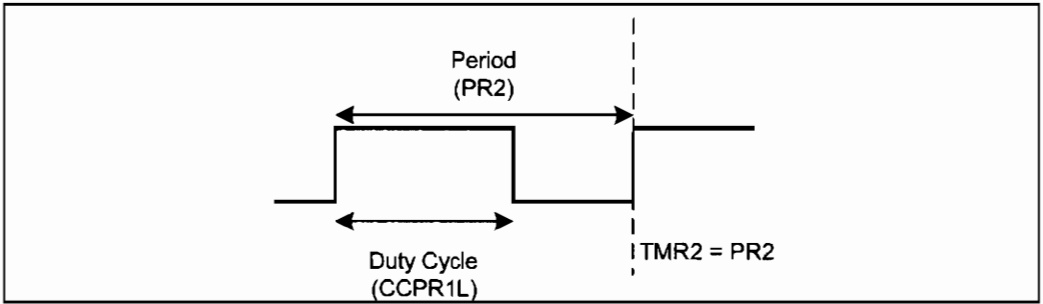 Period
(PR2)
Duty Cycle
(CCPR1L)
TMR2 = PR2